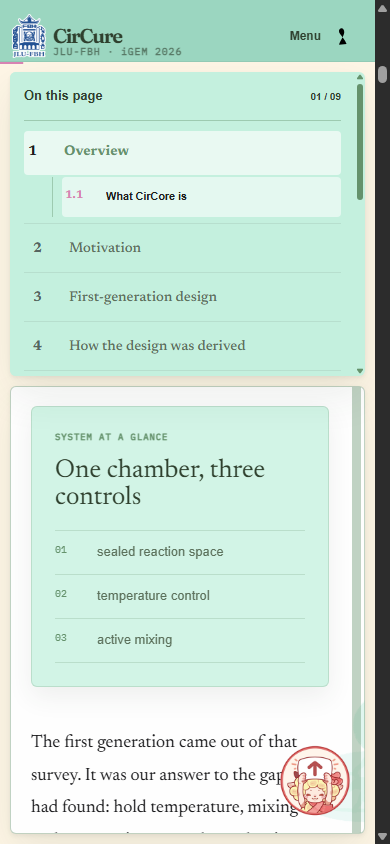 CirCure
JLU-FBH · iGEM 2026
Menu
JLU-FBH
On this page
01 / 09
1 Overview
1.1 What CirCore is
2 Motivation
3 First-generation design
4 How the design was derived
SYSTEM AT A GLANCE
One chamber, three
controls
01 sealed reaction space
02 temperature control
03 active mixing
The first generation came out of that
survey. It was our answer to the gap
had found: hold temperature, mixing